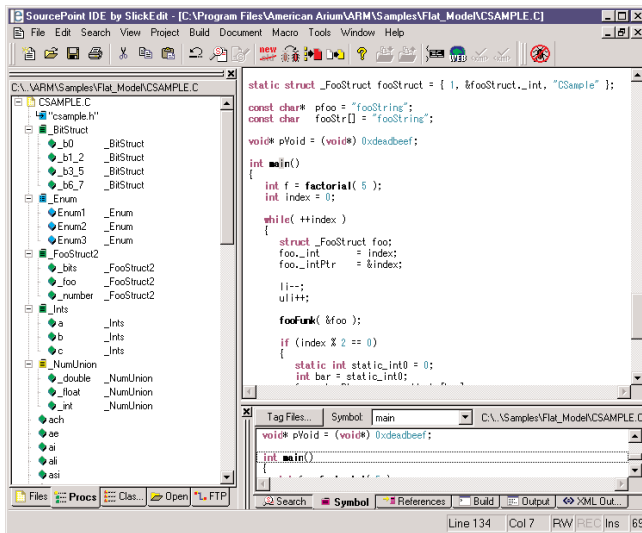 SourcePoint IDE by SlickEdit - [C:\Program Files\American Arium\ARM\Samples\Flat_Model\CSAMPLE.C]
File Edit Search View Project Build Document Macro Tools Window Help
new
WEB
C:\..\ARM\Samples\Flat_Model\CSAMPLE.C
CSAMPLE.C
"csample.h"
_BitStruct
_b0 _BitStruct
_b1_2 _BitStruct
_b3_5 _BitStruct
_b6_7 _BitStruct
_Enum
Enum1 _Enum
Enum2 _Enum
Enum3 _Enum
_FooStruct2
_bits _FooStruct2
_foo _FooStruct2
_number _FooStruct2
_Ints
a _Ints
b _Ints
c _Ints
_NumUnion
_double _NumUnion
_float _NumUnion
_int _NumUnion
ach
ae
ai
ali
asi
Files Procs Clas... Open FTP
static struct _FooStruct fooStruct = { 1, &fooStruct._int, "CSample" };
const char* pfoo = "fooString";
const char fooStr[] = "fooString";
void* pVoid = (void*) 0xdeadbeef;
int main()
{
int f = factorial( 5 );
int index = 0;
while( ++index )
{
struct _FooStruct foo;
foo._int = index;
foo._intPtr = &index;
li--;
uli++;
fooFunk( &foo );
if (index % 2 == 0)
{
static int static_int0 = 0;
int bar = static_int0;
Tag Files... Symbol: main C:\..\Samples\Flat_Model\CSAMPLE.C
void* pVoid = (void*) 0xdeadbeef;
int main()
{
Search Symbol References Build Output XML Out...
Line 134 Col 7 RW REC Ins 69